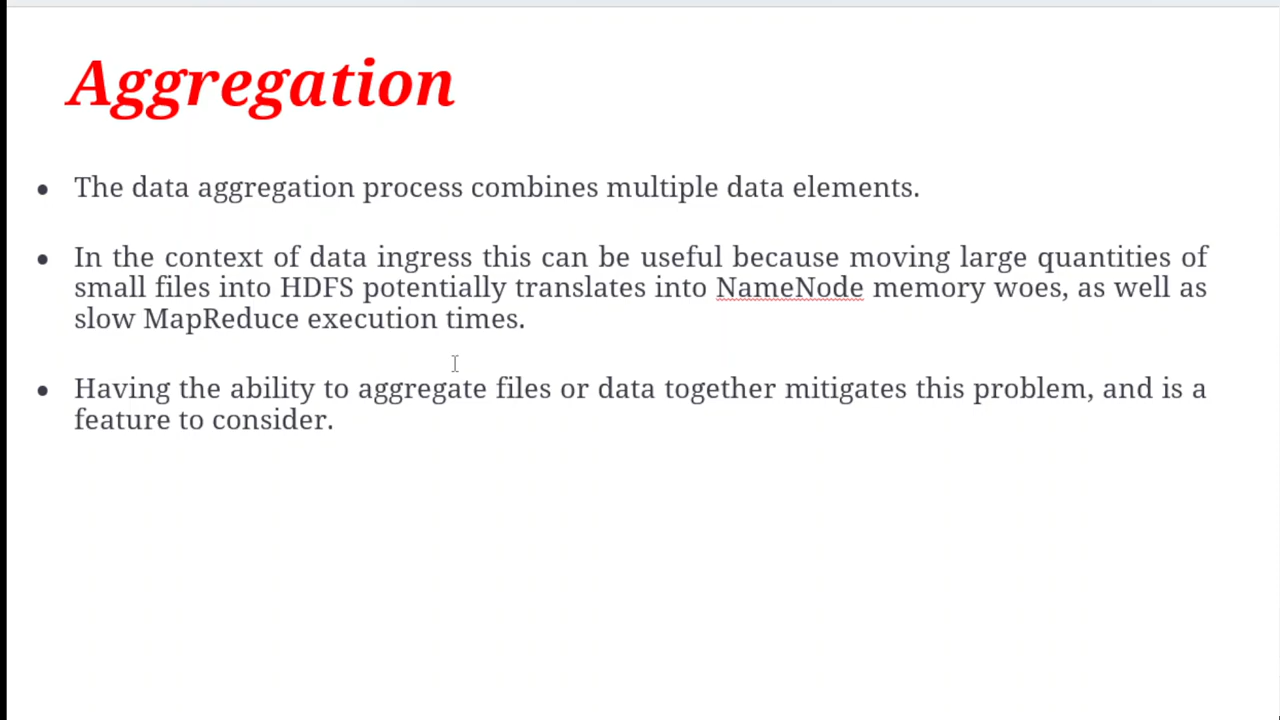 Aggregation
● The data aggregation process combines multiple data elements.
● In the context of data ingress this can be useful because moving large quantities of
small files into HDFS potentially translates into NameNode memory woes, as well as
slow MapReduce execution times.
● Having the ability to aggregate files or data together mitigates this problem, and is a
feature to consider.